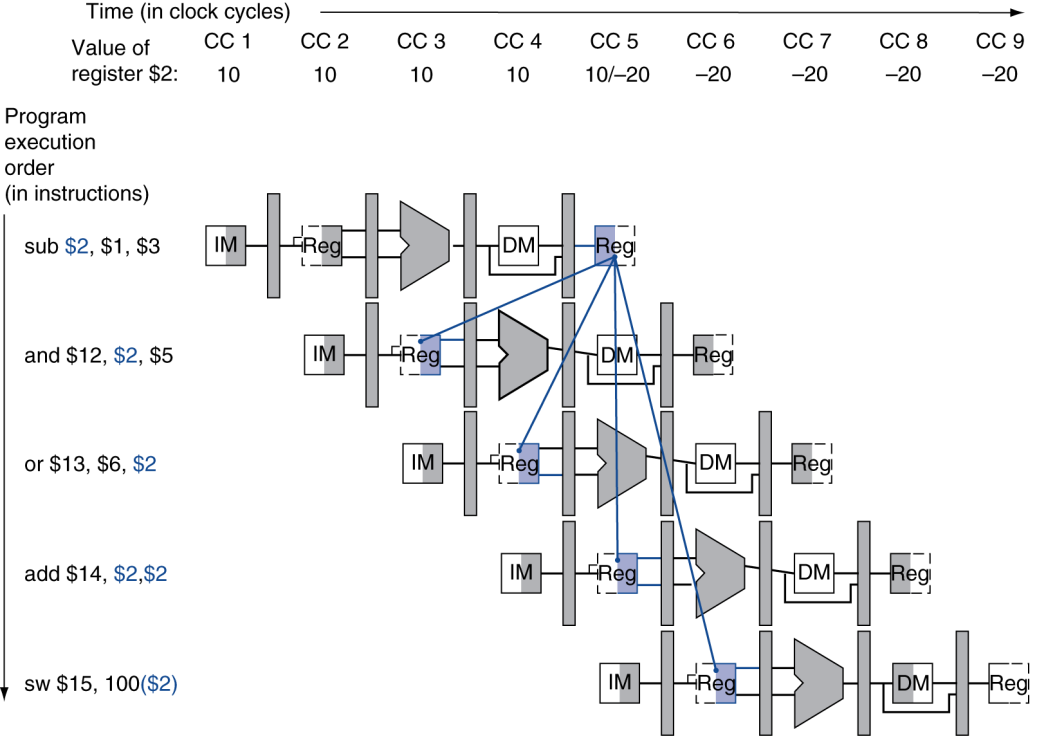 Time (in clock cycles)
CC 1 CC 2 CC 3 CC 4 CC 5 CC 6 CC 7 CC 8 CC 9
Value of
register $2: 10 10 10 10 10/–20 –20 –20 –20 –20
Program
execution
order
(in instructions)
sub $2, $1, $3 IM Reg DM Reg
and $12, $2, $5 IM Reg DM Reg
or $13, $6, $2 IM Reg DM Reg
add $14, $2,$2 IM Reg DM Reg
sw $15, 100($2) IM Reg DM Reg